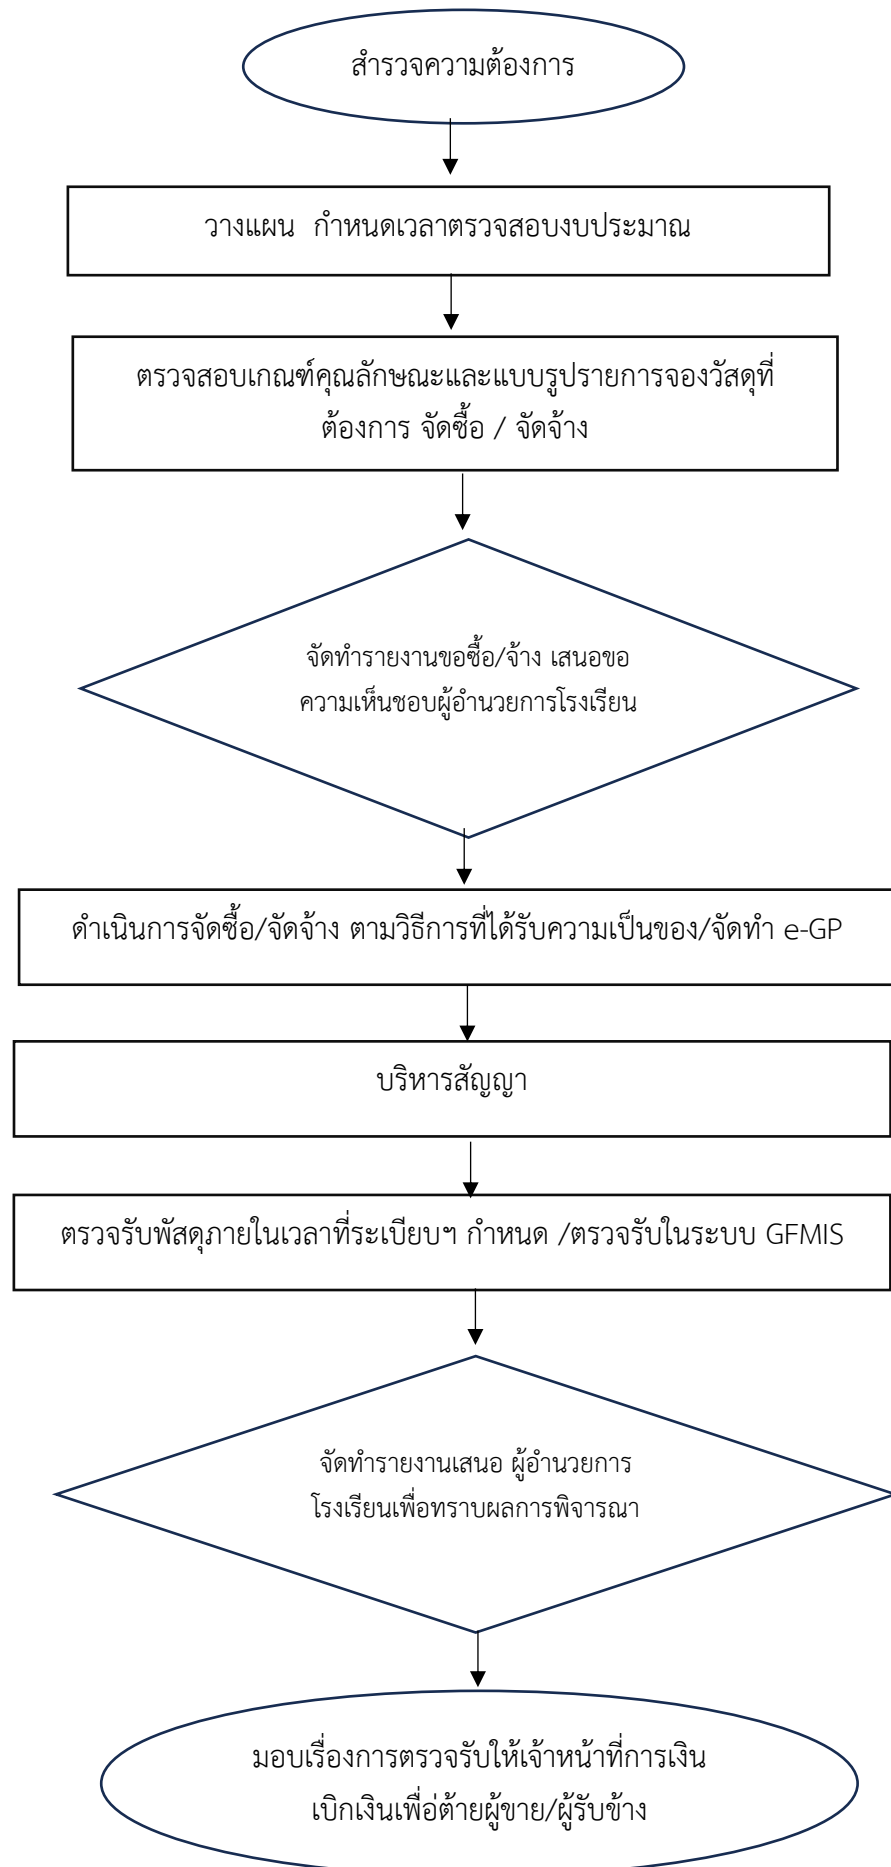 สำรวจความต้องการ
วางแผน กำหนดเวลาตรวจสอบงบประมาณ
ตรวจสอบเกณฑ์คุณลักษณะและแบบรูปรายการจองวัสดุที่
ต้องการ จัดซื้อ / จัดจ้าง
จัดทำรายงานขอซื้อ/จ้าง เสนอขอ
ความเห็นชอบผู้อำนวยการโรงเรียน
ดำเนินการจัดซื้อ/จัดจ้าง ตามวิธีการที่ได้รับความเป็นของ/จัดทำ e-GP
บริหารสัญญา
ตรวจรับพัสดุภายในเวลาที่ระเบียบฯ กำหนด /ตรวจรับในระบบ GFMIS
จัดทำรายงานเสนอ ผู้อำนวยการ
โรงเรียนเพื่อทราบผลการพิจารณา
มอบเรื่องการตรวจรับให้เจ้าหน้าที่การเงิน
เบิกเงินเพื่อ่ต้ายผู้ขาย/ผู้รับข้าง